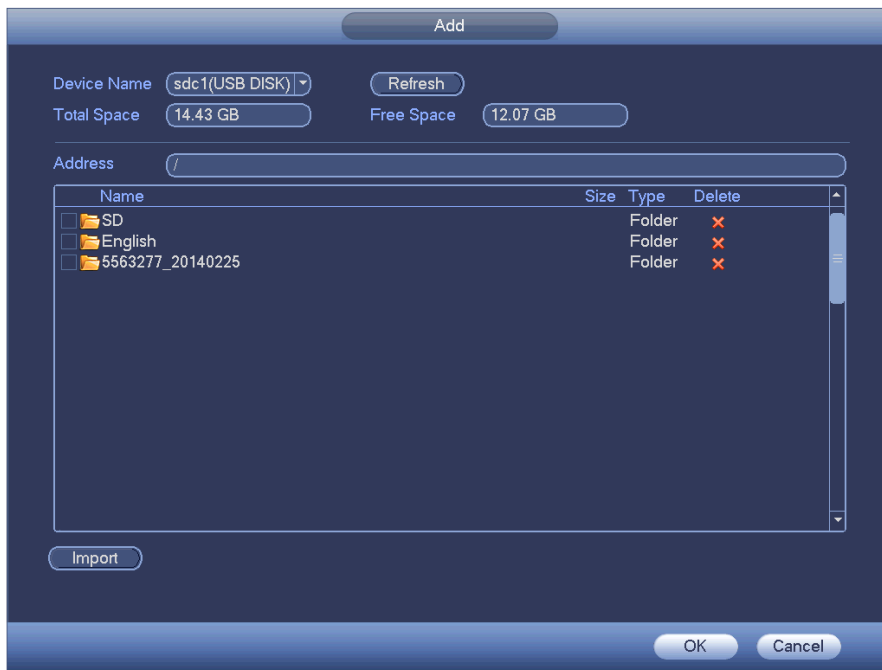 Add
Device Name sdc1(USB DISK) Refresh
Total Space 14.43 GB Free Space 12.07 GB
Address /
Name Size Type Delete
SD Folder
English Folder
5563277_20140225 Folder
Import
OK Cancel